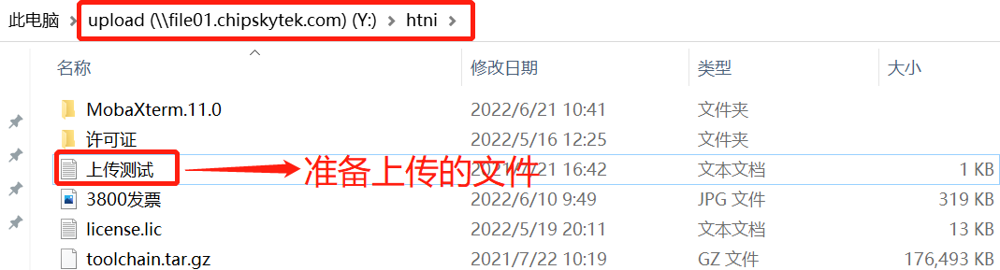 此电脑 > upload (\\file01.chipskytek.com) (Y:) > htni >
名称 修改日期 类型 大小
MobaXterm.11.0 2022/6/21 10:41 文件夹
许可证 2022/5/16 12:25 文件夹
上传测试 准备上传的文件 2021/7/21 16:42 文本文档 1 KB
3800发票 2022/6/10 9:49 JPG 文件 319 KB
license.lic 2022/5/19 20:11 文本文档 13 KB
toolchain.tar.gz 2021/7/22 10:19 GZ 文件 176,493 KB